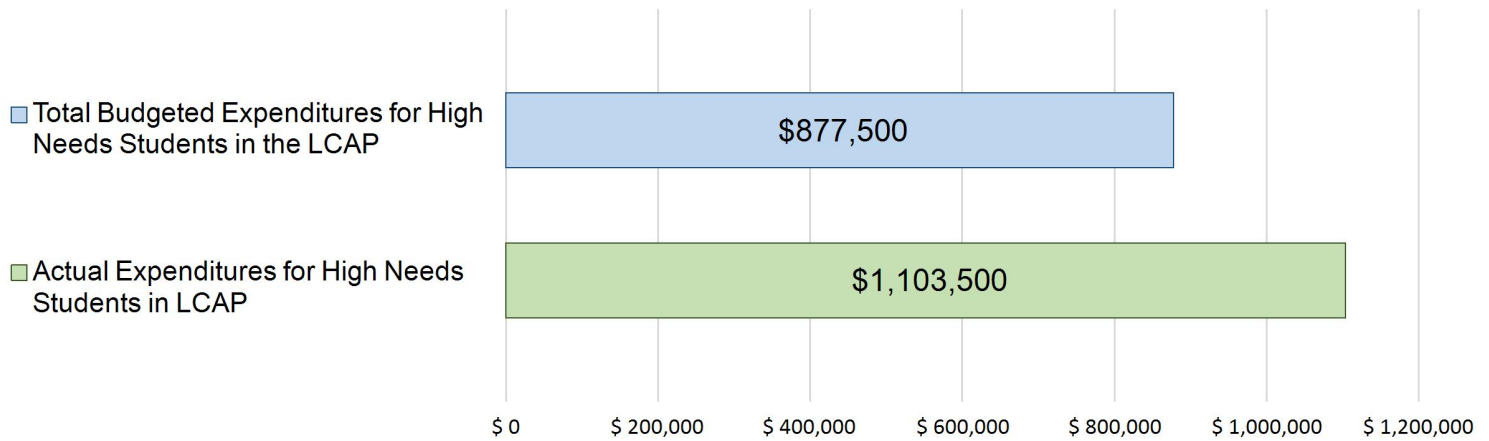 Total Budgeted Expenditures for High
Needs Students in the LCAP
$877,500
Actual Expenditures for High Needs
Students in LCAP
$1,103,500
$ 0
$ 200,000
$ 400,000
$ 600,000
$ 800,000
$ 1,000,000
$ 1,200,000